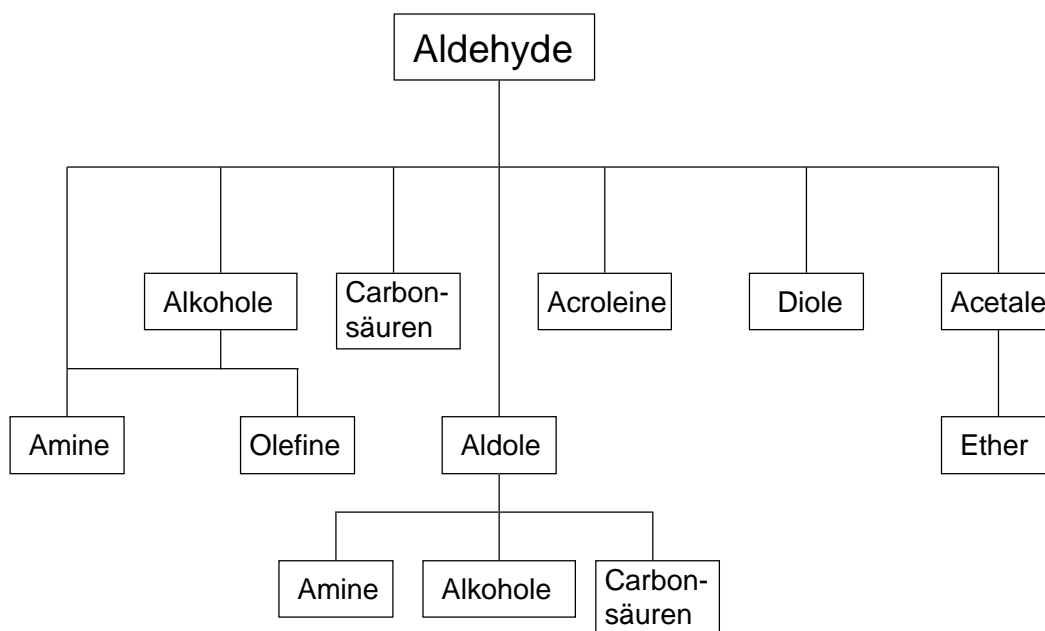 Aldehyde
Alkohole
Carbon-
säuren
Acroleine
Diole
Acetale
Amine
Olefine
Aldole
Ether
Amine
Alkohole
Carbon-
säuren